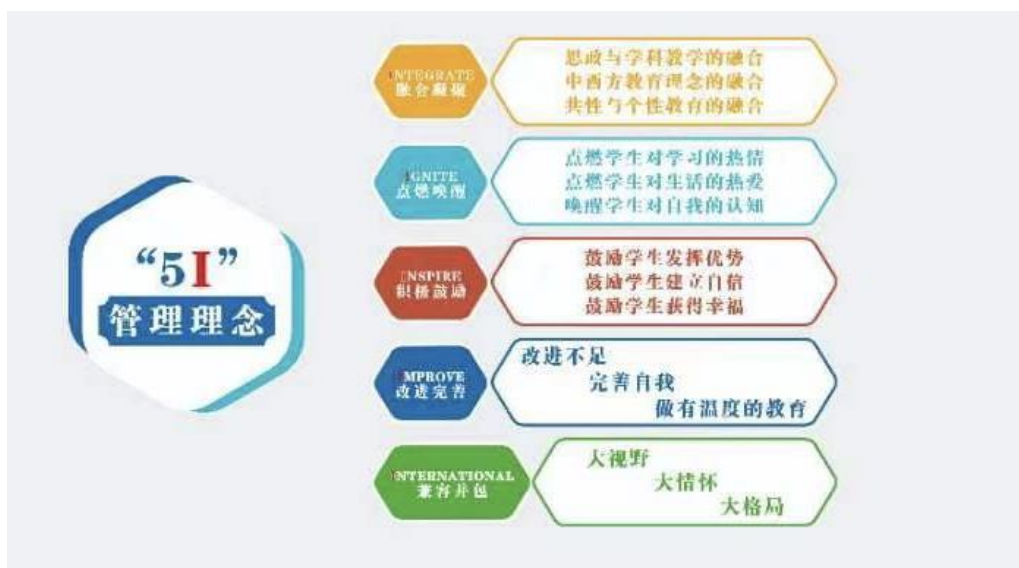 “5I”
管理理念
INTEGRATE
融合凝聚
思政与学科教学的融合
中西方教育理念的融合
共性与个性教育的融合
IGNITE
点燃唤醒
点燃学生对学习的热情
点燃学生对生活的热爱
唤醒学生对自我的认知
INSPIRE
积极鼓励
鼓励学生发挥优势
鼓励学生建立自信
鼓励学生获得幸福
IMPROVE
改进完善
改进不足
完善自我
做有温度的教育
INTERNATIONAL
兼容并包
大视野
大情怀
大格局